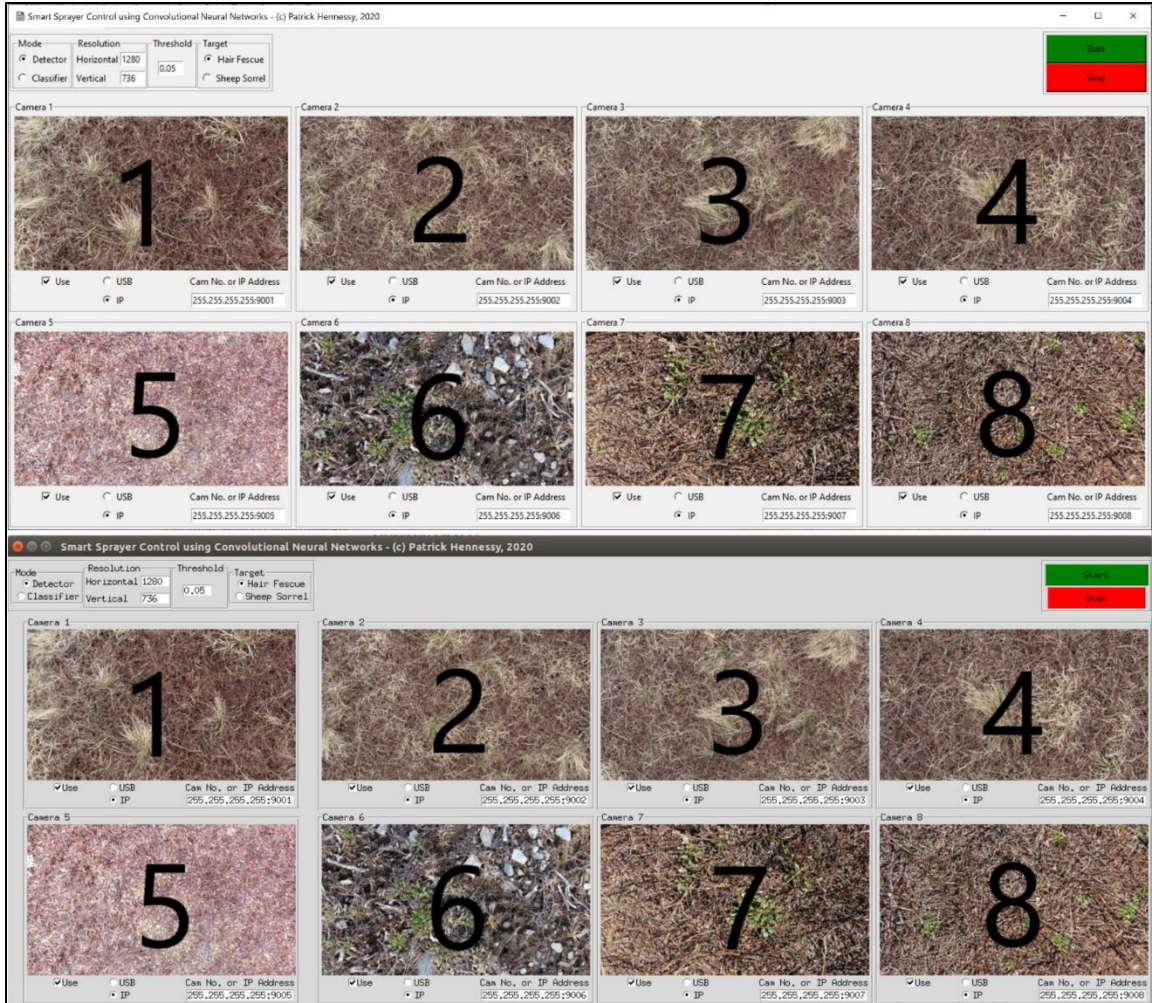 Smart Sprayer Control using Convolutional Neural Networks - (c) Patrick Hennessy, 2020
Mode Resolution Threshold Target
Detector Horizontal 1280 0.05 Hair Fescue Start
Classifier Vertical 736 Sheep Sorrel Stop
Camera 1 Camera 2 Camera 3 Camera 4
1 2 3 4
Use USB Cam No. or IP Address Use USB Cam No. or IP Address Use USB Cam No. or IP Address Use USB Cam No. or IP Address
IP 255.255.255.255:9001 IP 255.255.255.255:9002 IP 255.255.255.255:9003 IP 255.255.255.255:9004
Camera 5 Camera 6 Camera 7 Camera 8
5 6 7 8
Use USB Cam No. or IP Address Use USB Cam No. or IP Address Use USB Cam No. or IP Address Use USB Cam No. or IP Address
IP 255.255.255.255:9005 IP 255.255.255.255:9006 IP 255.255.255.255:9007 IP 255.255.255.255:9008
Smart Sprayer Control using Convolutional Neural Networks - (c) Patrick Hennessy, 2020
Mode Resolution Threshold Target
Detector Horizontal 1280 0.05 Hair Fescue Start
Classifier Vertical 736 Sheep Sorrel Stop
Camera 1 Camera 2 Camera 3 Camera 4
1 2 3 4
Use USB Cam No. or IP Address Use USB Cam No. or IP Address Use USB Cam No. or IP Address Use USB Cam No. or IP Address
IP 255.255.255.255:9001 IP 255.255.255.255:9002 IP 255.255.255.255:9003 IP 255.255.255.255:9004
Camera 5 Camera 6 Camera 7 Camera 8
5 6 7 8
Use USB Cam No. or IP Address Use USB Cam No. or IP Address Use USB Cam No. or IP Address Use USB Cam No. or IP Address
IP 255.255.255.255:9005 IP 255.255.255.255:9006 IP 255.255.255.255:9007 IP 255.255.255.255:9008